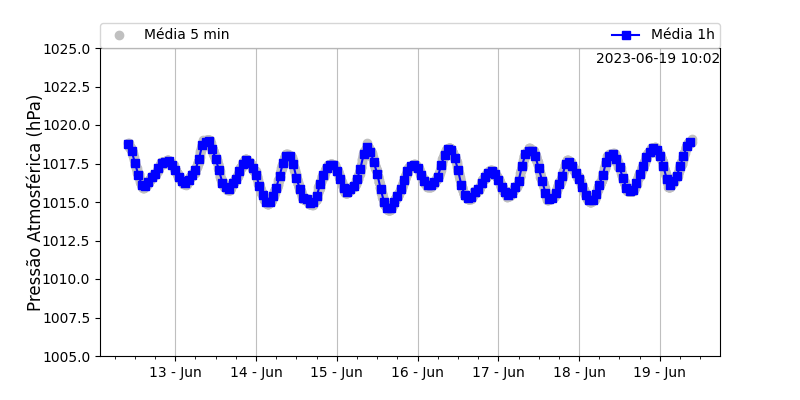 Média 5 min
Média 1h
2023-06-19 10:02
Pressão Atmosférica (hPa)
1025.0
1022.5
1020.0
1017.5
1015.0
1012.5
1010.0
1007.5
1005.0
13 - Jun
14 - Jun
15 - Jun
16 - Jun
17 - Jun
18 - Jun
19 - Jun